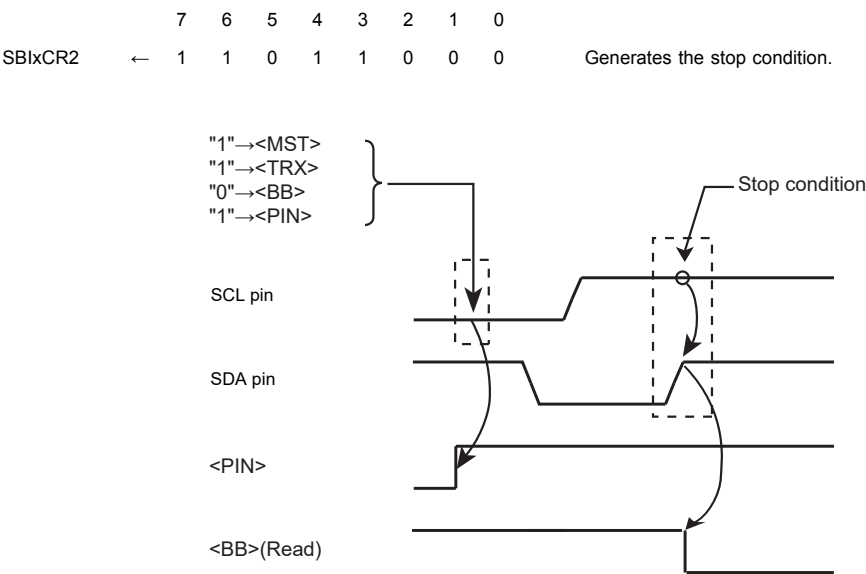 7 6 5 4 3 2 1 0
SBIxCR2 ← 1 1 0 1 1 0 0 0 Generates the stop condition.
"1"→<MST>
"1"→<TRX>
"0"→<BB>
"1"→<PIN>
Stop condition
SCL pin
SDA pin
<PIN>
<BB>(Read)